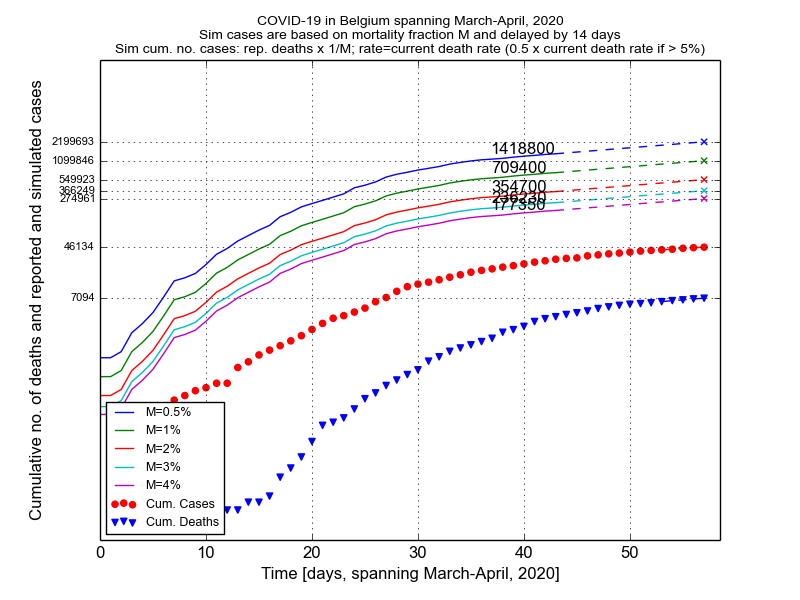 COVID-19 in Belgium spanning March-April, 2020
Sim cases are based on mortality fraction M and delayed by 14 days
Sim cum. no. cases: rep. deaths x 1/M; rate=current death rate (0.5 x current death rate if > 5%)
Cumulative no. of deaths and reported and simulated cases
2199693
1099846
549923
366249
274961
46134
7094
1418800
709400
354700
236230
177350
M=0.5%
M=1%
M=2%
M=3%
M=4%
Cum. Cases
Cum. Deaths
0 10 20 30 40 50
Time [days, spanning March-April, 2020]